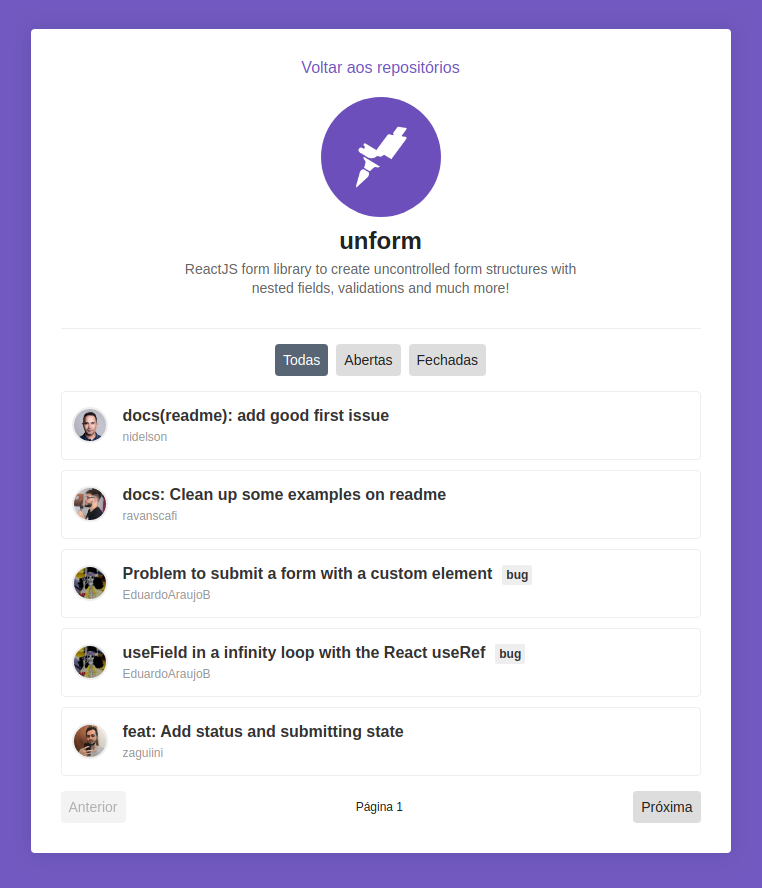 Voltar aos repositórios
unform
ReactJS form library to create uncontrolled form structures with
nested fields, validations and much more!
Todas Abertas Fechadas
docs(readme): add good first issue
nidelson
docs: Clean up some examples on readme
ravanscafi
Problem to submit a form with a custom element bug
EduardoAraujoB
useField in a infinity loop with the React useRef bug
EduardoAraujoB
feat: Add status and submitting state
zaguiini
Anterior Página 1 Próxima